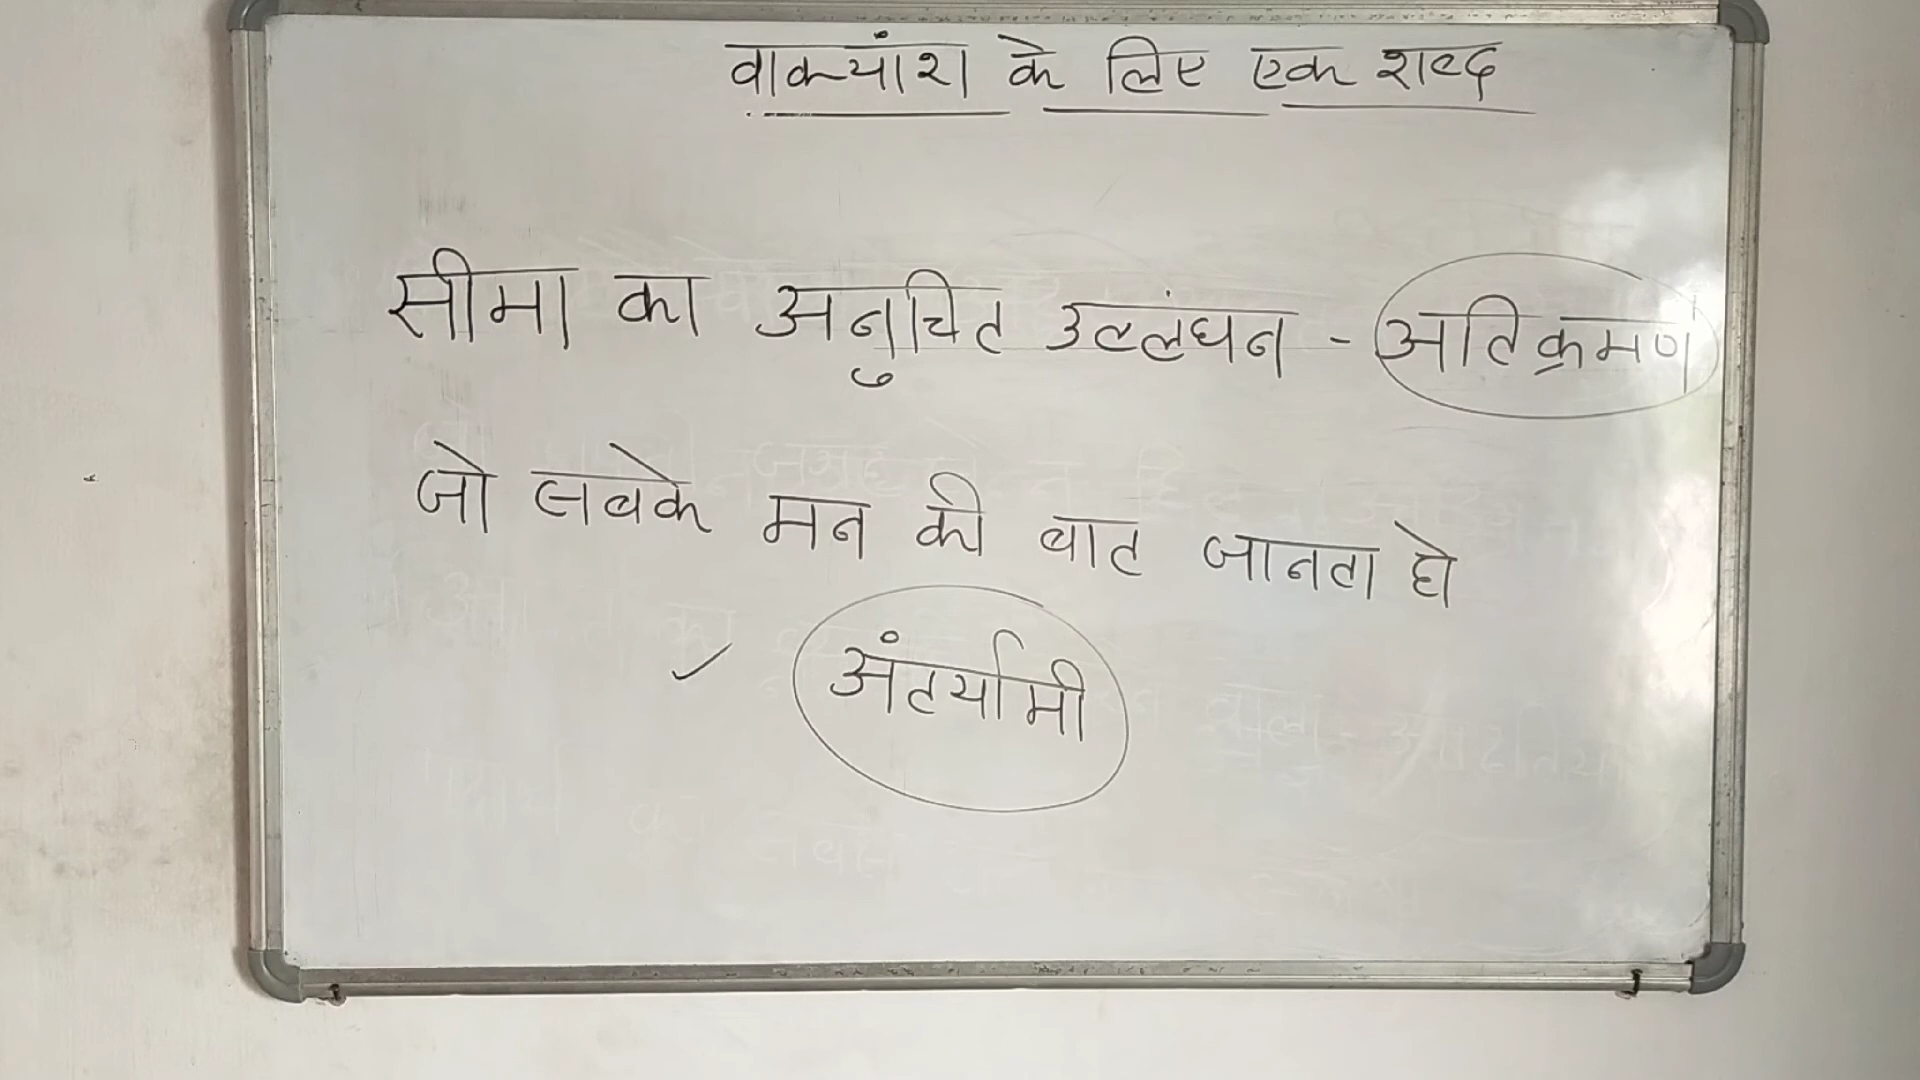 वाक्यांश के लिए एक शब्द
सीमा का अनुचित उल्लंघन - अतिक्रमण
जो सबके मन की बात जानता हो
अंतर्यामी